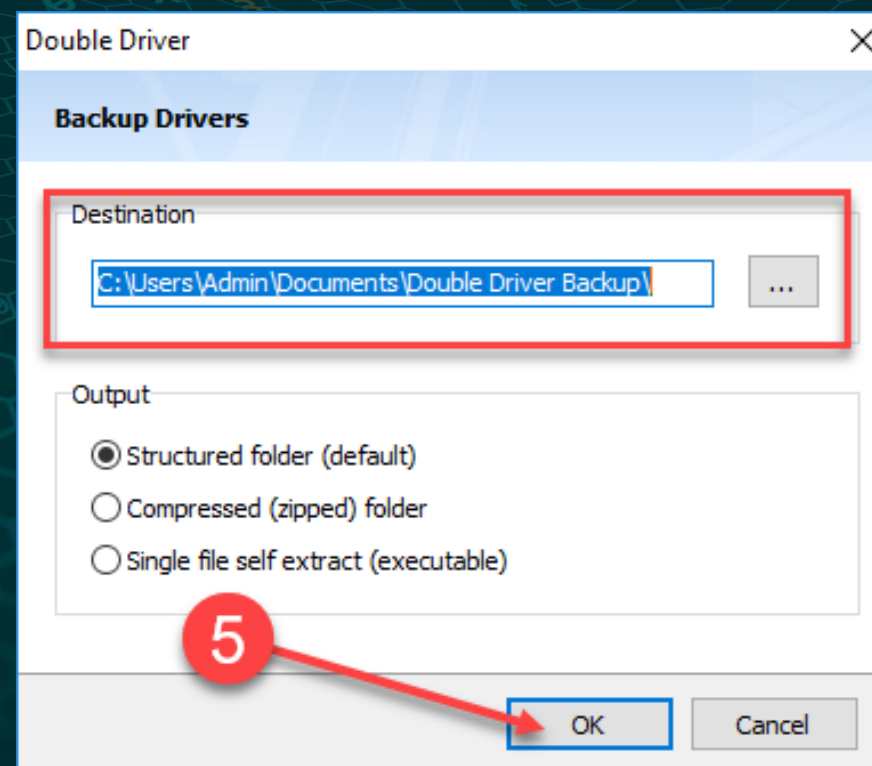 Double Driver
Backup Drivers
Destination
C:\Users\Admin\Documents\Double Driver Backup\
...
Output
Structured folder (default)
Compressed (zipped) folder
Single file self extract (executable)
5
OK
Cancel